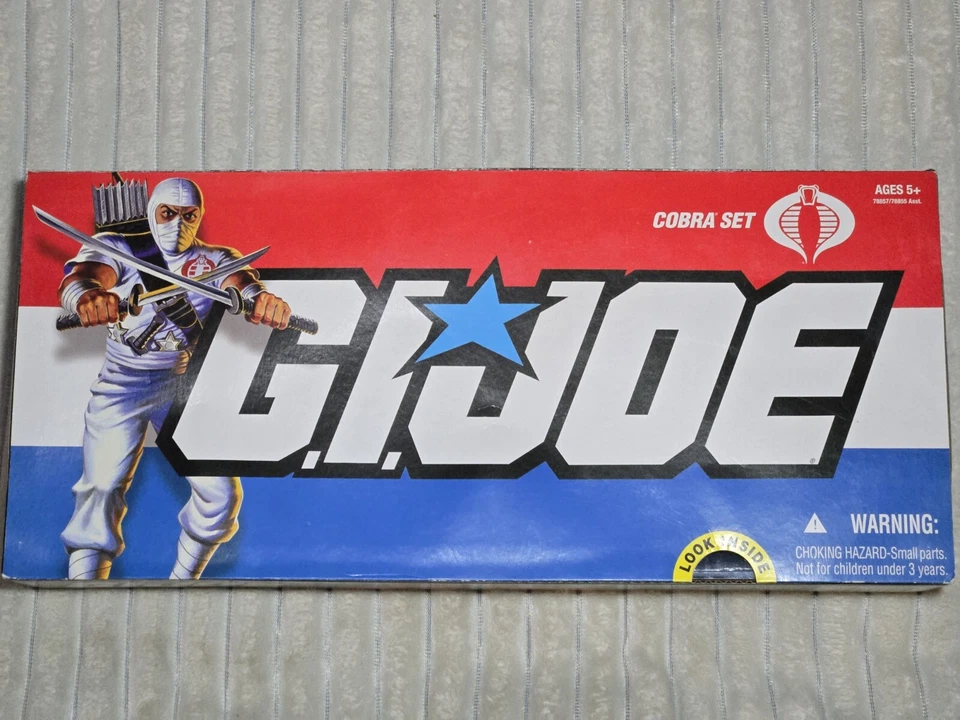 COBRA® SET
AGES 5+
78857/78855 Asst.
G.I. JOE®
LOOK INSIDE
⚠ WARNING:
CHOKING HAZARD-Small parts.
Not for children under 3 years.